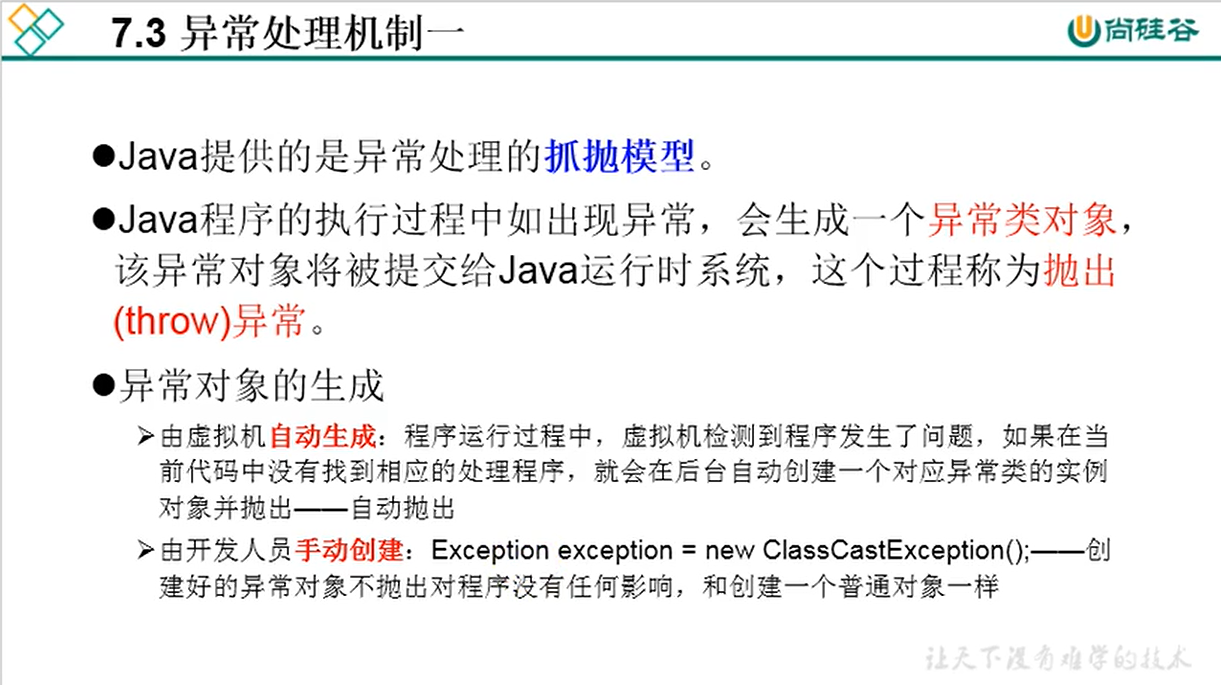 7.3 异常处理机制一
尚硅谷
●Java提供的是异常处理的抓抛模型。
●Java程序的执行过程中如出现异常，会生成一个异常类对象，
该异常对象将被提交给Java运行时系统，这个过程称为抛出
(throw)异常。
●异常对象的生成
➢由虚拟机自动生成：程序运行过程中，虚拟机检测到程序发生了问题，如果在当
前代码中没有找到相应的处理程序，就会在后台自动创建一个对应异常类的实例
对象并抛出——自动抛出
➢由开发人员手动创建：Exception exception = new ClassCastException();——创
建好的异常对象不抛出对程序没有任何影响，和创建一个普通对象一样
让天下没有难学的技术